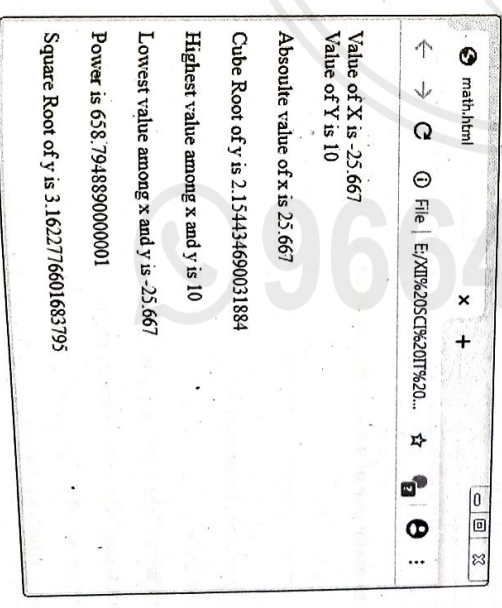 math.html × +
File | E:/XII%20SCI%20IT%20...
Value of X is -25.667
Value of Y is 10
Absoulte value of x is 25.667
Cube Root of y is 2.154434690031884
Highest value among x and y is 10
Lowest value among x and y is -25.667
Power is 658.7948890000001
Square Root of y is 3.1622776601683795
9664